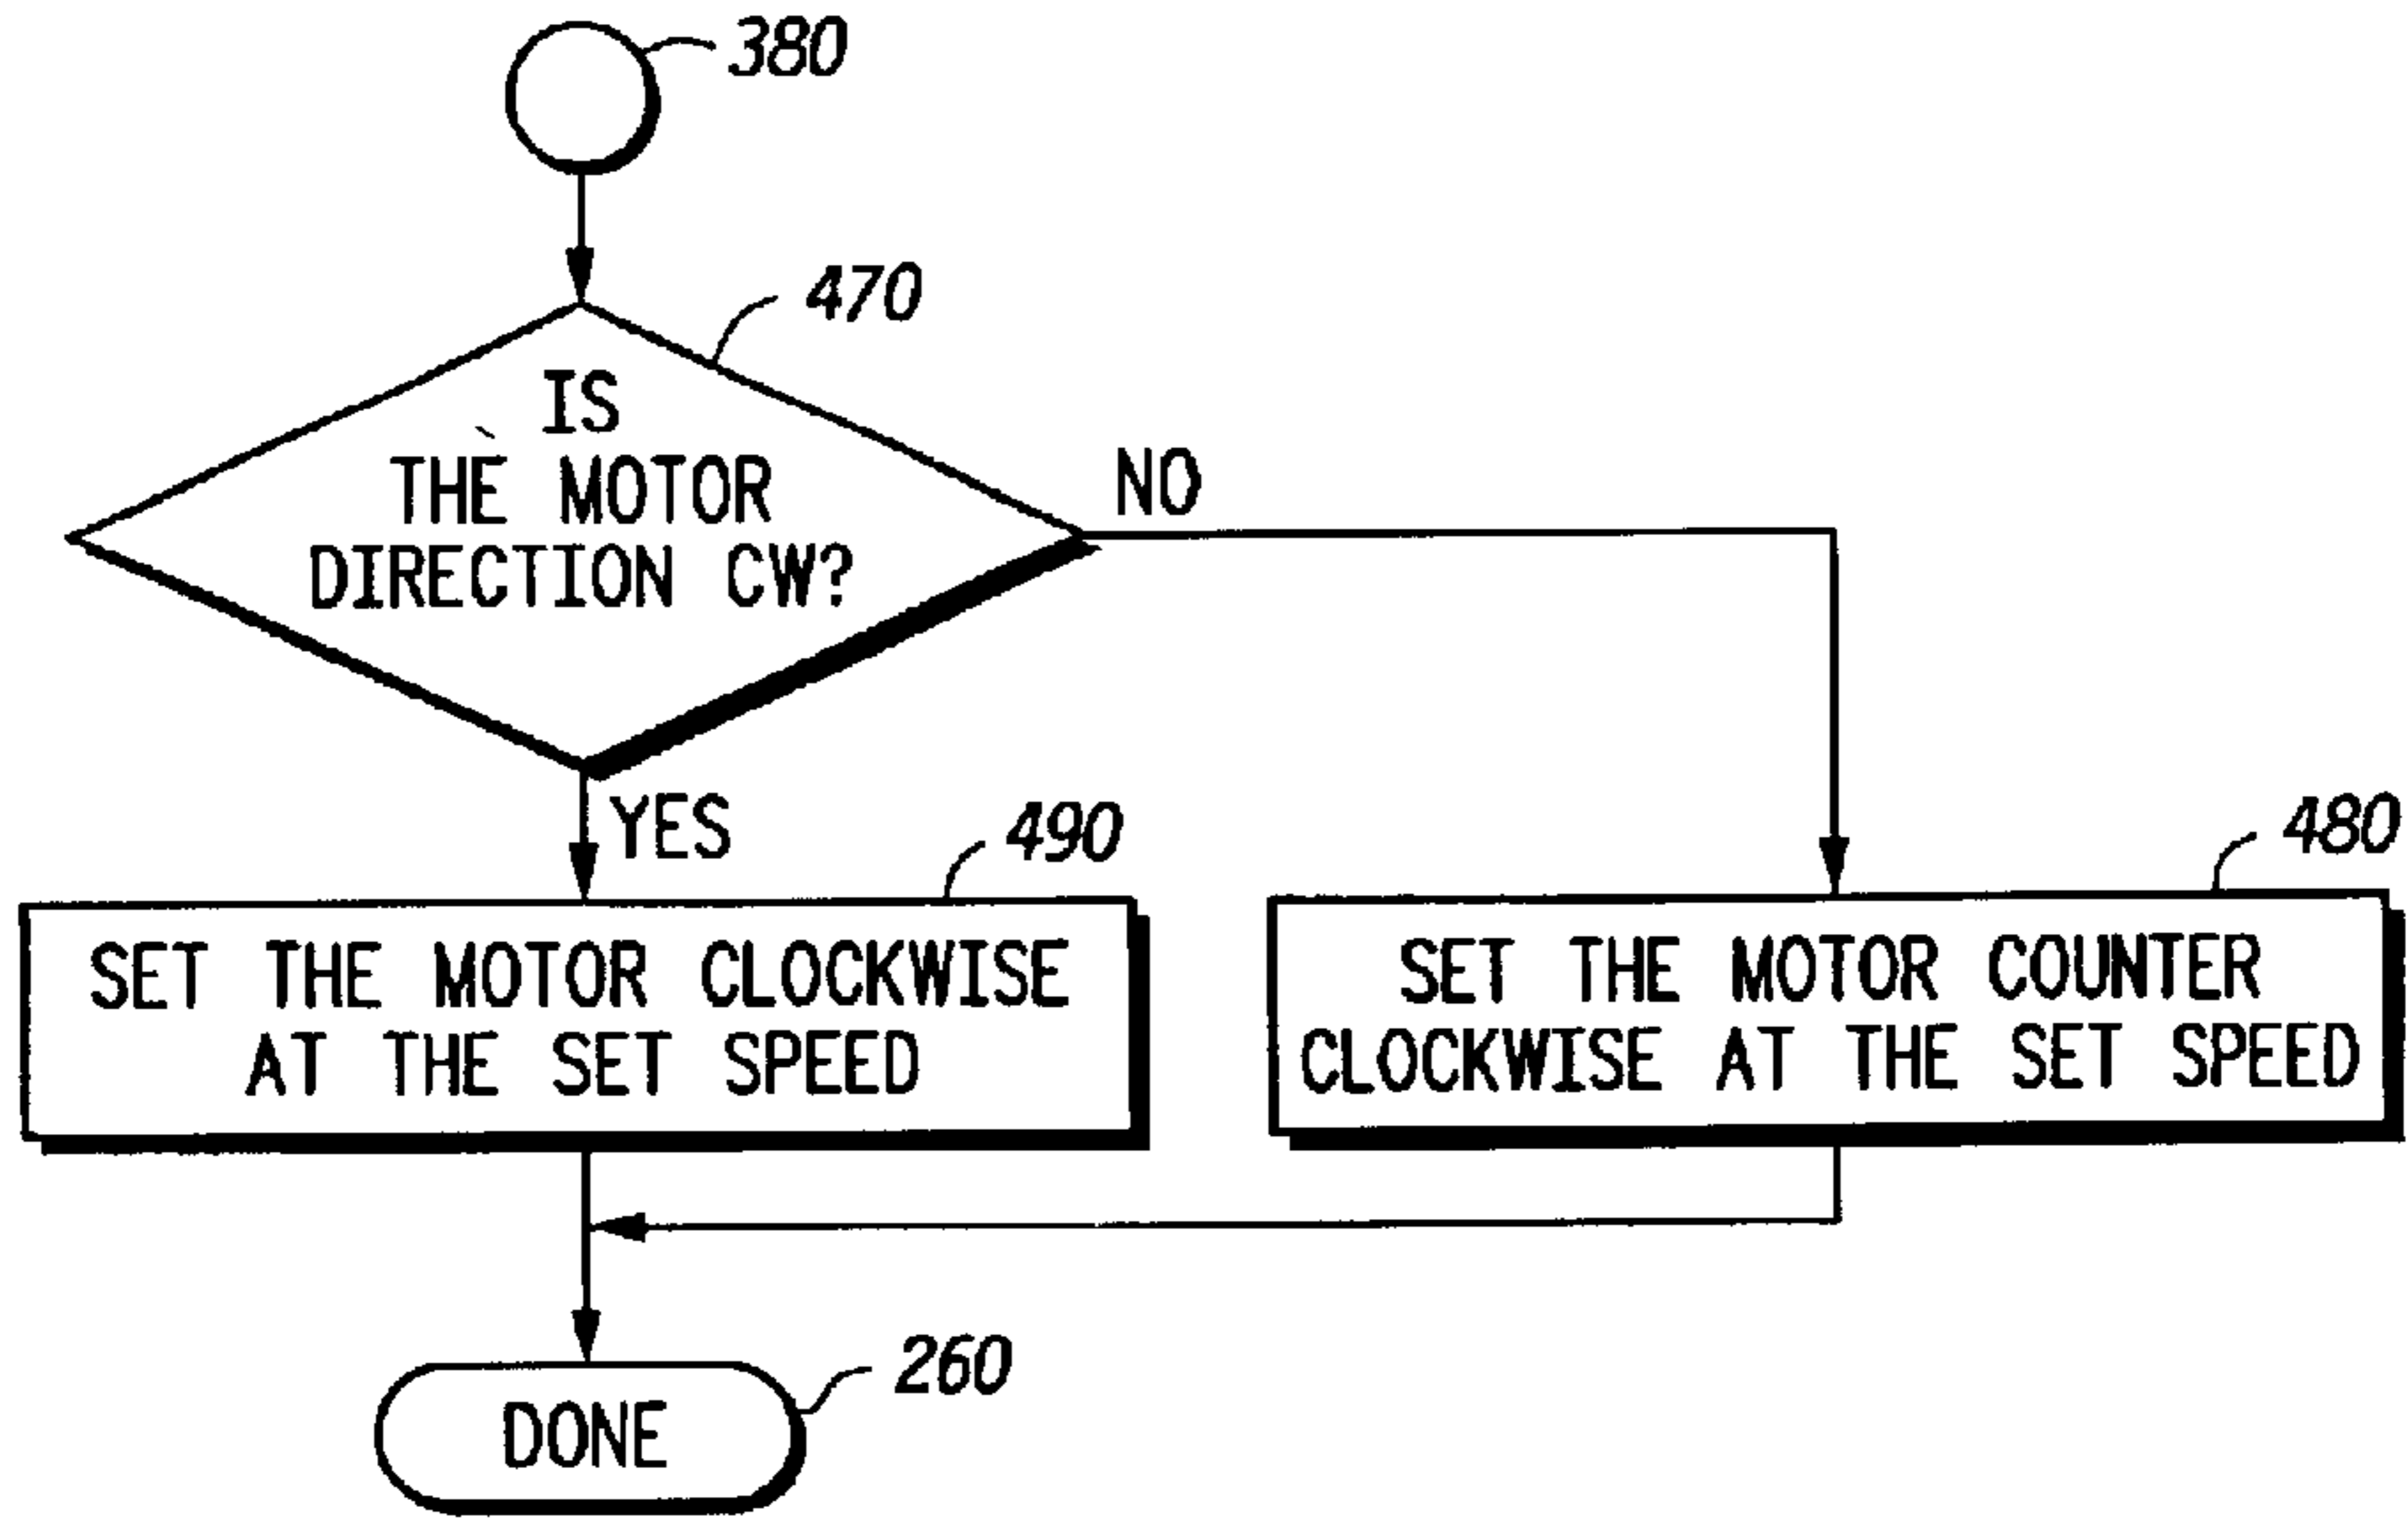 380
470
IS
THE MOTOR
DIRECTION CW?
NO
YES
490
480
SET THE MOTOR CLOCKWISE
AT THE SET SPEED
SET THE MOTOR COUNTER
CLOCKWISE AT THE SET SPEED
260
DONE